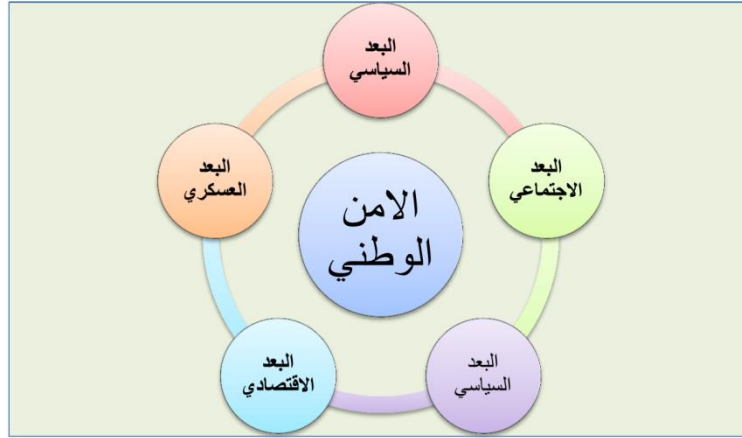 البعد
السياسي
البعد
الاجتماعي
البعد
العسكري
الامن
الوطني
البعد
السياسي
البعد
الاقتصادي